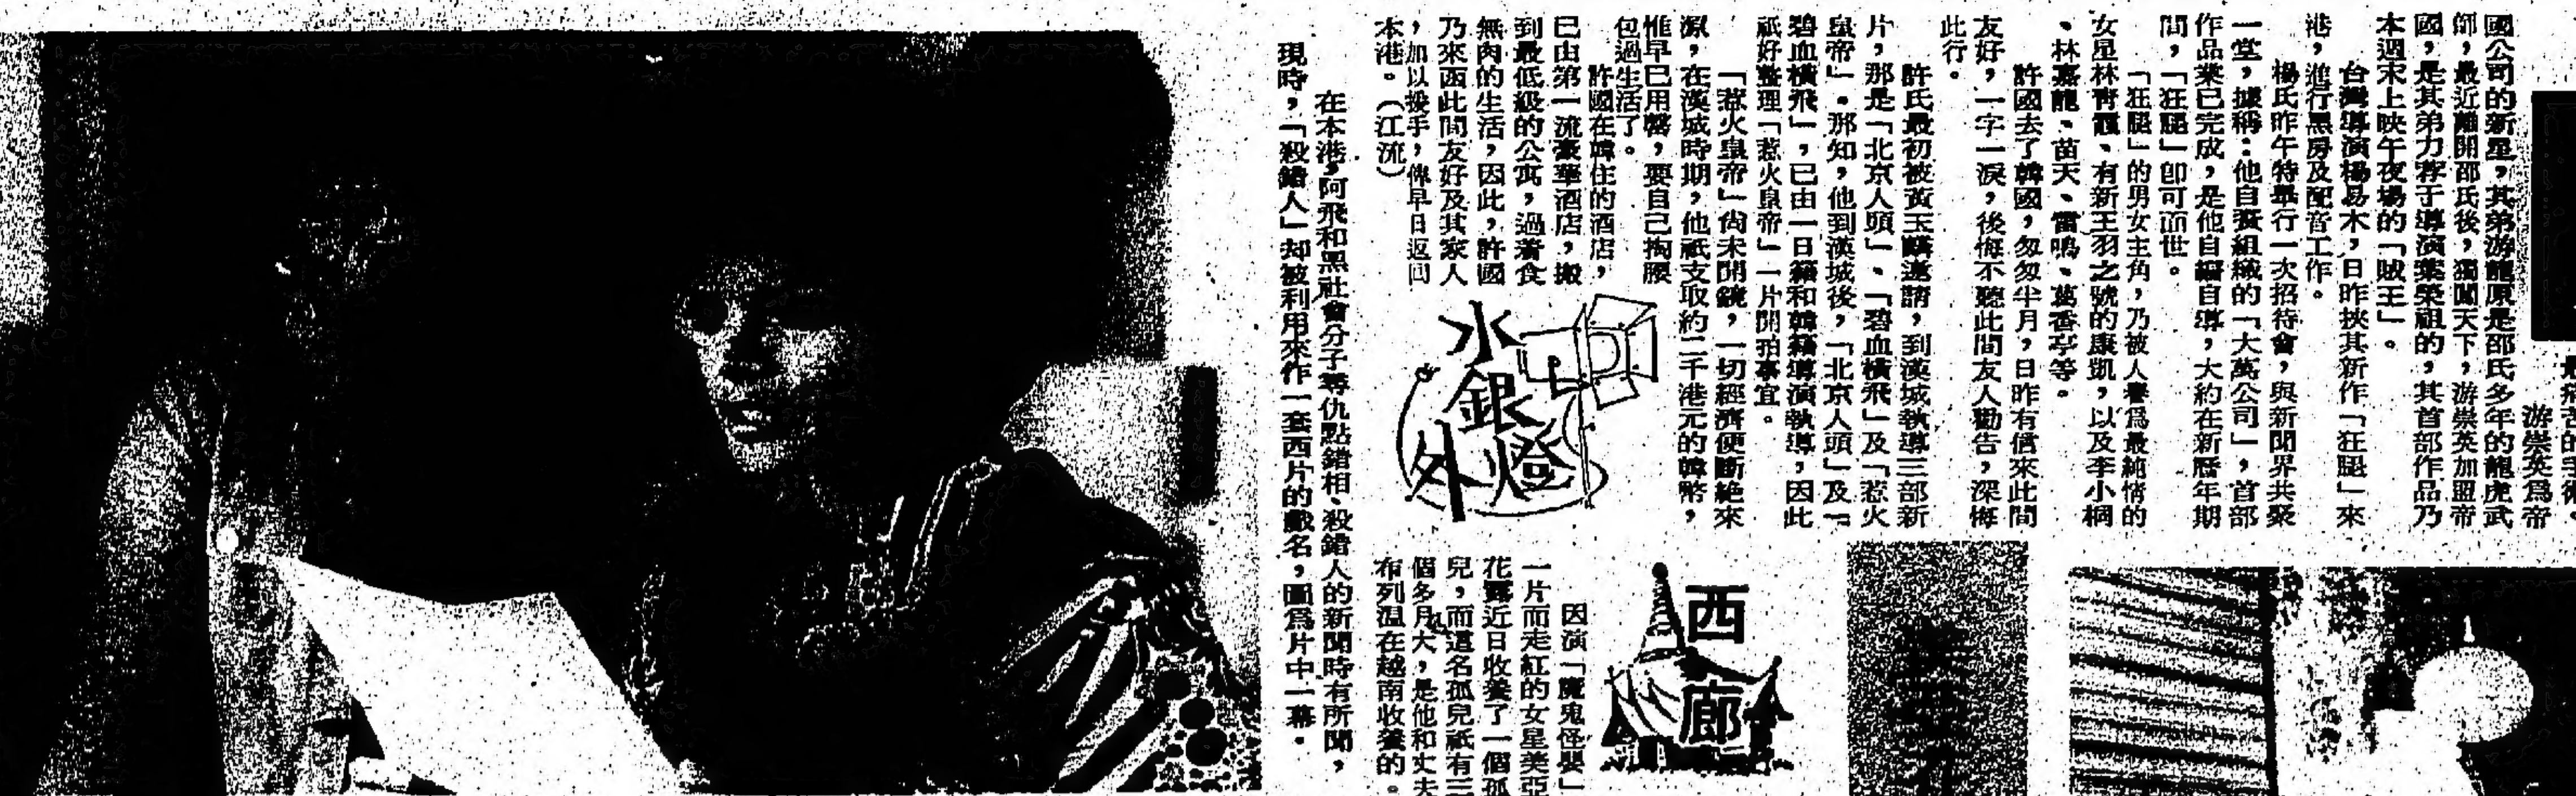 游崇英爲帝
國公司的新星，其弟游龍原是邵氏多年的龍虎武
師，最近離開邵氏後，獨闖天下，游崇英加盟帝
國，是其弟力荐于導演葉榮祖的，其首部作品乃
本週末上映午夜場的「賊王」。
台灣導演楊易木，日昨挾其新作「狂腿」來
港，進行黑房及配音工作。
楊氏昨午特舉行一次招待會，與新聞界共聚
一堂，據稱：他自資組織的「大萬公司」，首部
作品業已完成，是他自編自導，大約在新曆年期
間，「狂腿」卽可面世。
「狂腿」的男女主角，乃被人譽爲最純情的
女星林靑霞、有新王羽之號的康凱，以及李小桐
、林嘉龍、苗天、雷鳴、葛香亭等。
許國去了韓國，匆匆半月，日昨有信來此間
友好，一字一淚，後悔不聽此間友人勸告，深悔
此行。
許氏最初被黃玉麟邀請，到漢城執導三部新
片，那是「北京人頭」、「碧血橫飛」及「惹火
皇帝」。那知，他到漢城後，「北京人頭」及「
碧血橫飛」，已由一日籍和韓籍導演執導，因此
祇好整理「惹火皇帝」一片開拍事宜。
「惹火皇帝」尙未開鏡，一切經濟便斷絶來
源，在漢城時期，他祇支取約二千港元的韓幣，
惟早已用罄，要自己掏腰
包過生活了。
許國在韓住的酒店，
已由第一流豪華酒店，搬
到最低級的公寓，過着食
無肉的生活，因此，許國
乃來函此間友好及其家人
，加以援手，俾早日返回
本港。（江流）
水銀燈外
西廊
因演「魔鬼怪嬰」
一片而走紅的女星美亞
花露近日收養了一個孤
兒，而這名孤兒祇有三
個多月大，是他和丈夫
布列溫在越南收養的。
在本港，阿飛和黑社會分子尋仇點錯相、殺錯人的新聞時有所聞，
現時，「殺錯人」却被利用來作一套西片的戲名，圖爲片中一幕。